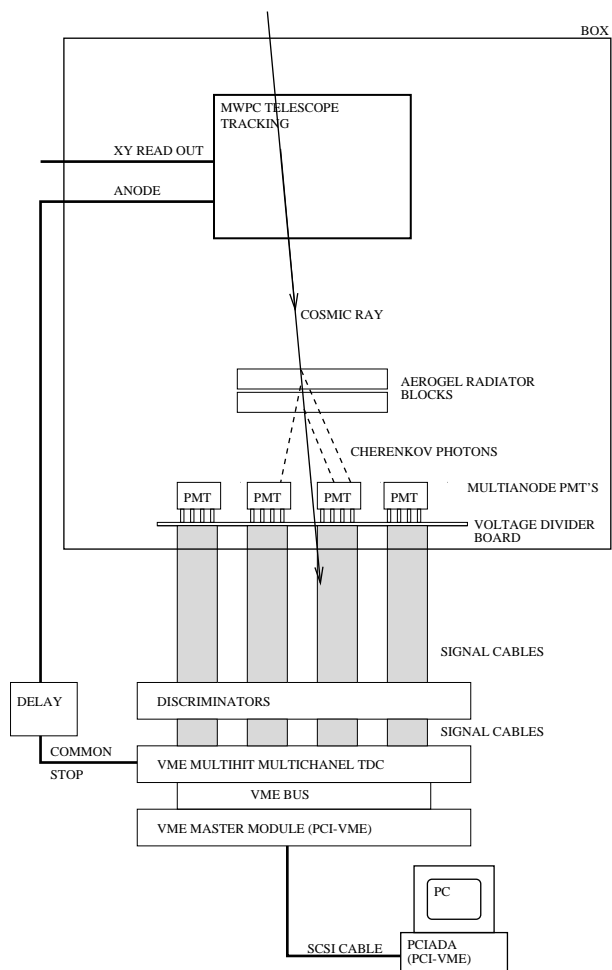 BOX
MWPC TELESCOPE
TRACKING
XY READ OUT
ANODE
COSMIC RAY
AEROGEL RADIATOR
BLOCKS
CHERENKOV PHOTONS
MULTIANODE PMT'S
PMT PMT PMT PMT
VOLTAGE DIVIDER
BOARD
SIGNAL CABLES
DELAY
DISCRIMINATORS
SIGNAL CABLES
COMMON
STOP
VME MULTIHIT MULTICHANEL TDC
VME BUS
VME MASTER MODULE (PCI-VME)
PC
SCSI CABLE
PCIADA
(PCI-VME)